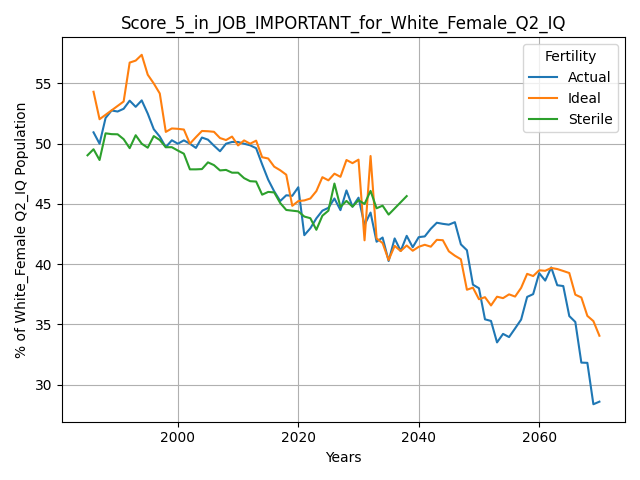 Score_5_in_JOB_IMPORTANT_for_White_Female_Q2_IQ
% of White_Female Q2_IQ Population
55
50
45
40
35
30
Fertility
Actual
Ideal
Sterile
2000
2020
2040
2060
Years